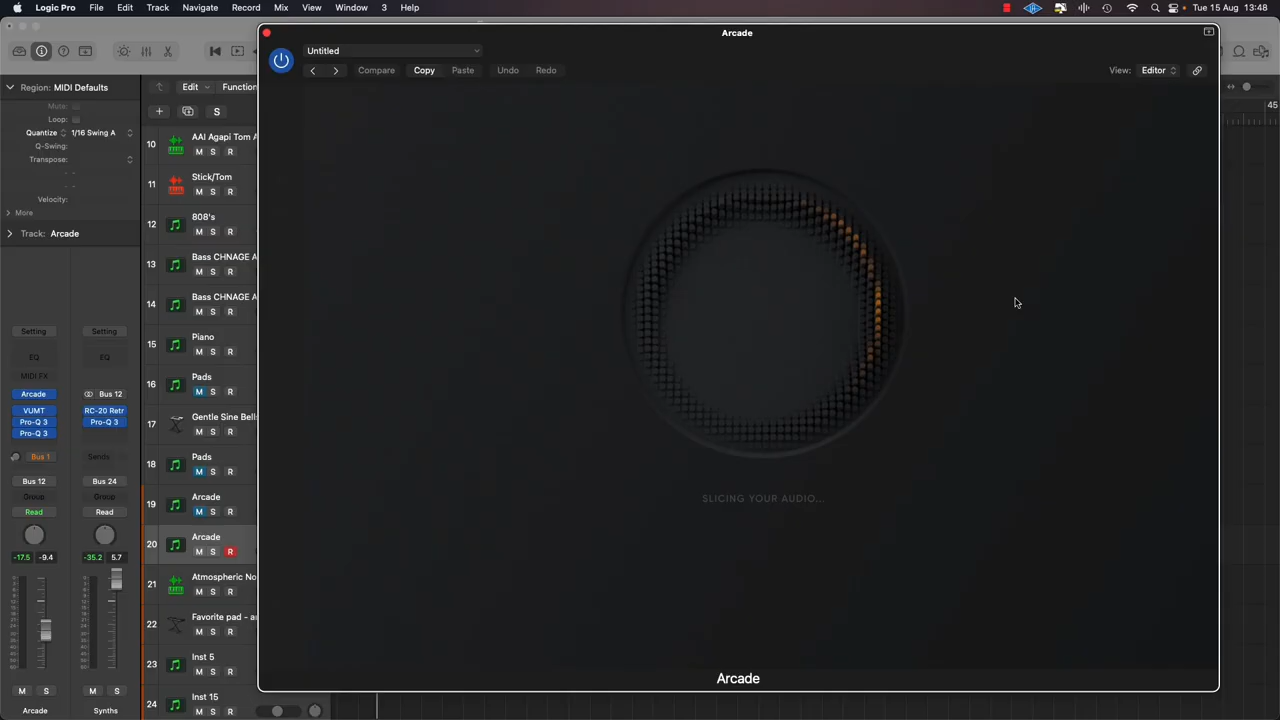 Logic Pro File Edit Track Navigate Record Mix View Window 3 Help Tue 15 Aug 13:48
Arcade
Untitled
Compare Copy Paste Undo Redo View: Editor
Region: MIDI Defaults
Mute:
Loop:
Quantize 1/16 Swing A
Q-Swing:
Transpose:
Velocity:
More
Track: Arcade
Edit Function
S
45
10 AAI Agapi Tom A
M S R
11 Stick/Tom
M S R
12 808's
M S R
13 Bass CHNAGE A
M S R
14 Bass CHNAGE A
M S R
15 Piano
M S R
16 Pads
M S R
17 Gentle Sine Bells
M S R
18 Pads
M S R
19 Arcade
M S R
20 Arcade
M S R
21 Atmospheric No
M S R
22 Favorite pad - a
M S R
23 Inst 5
M S R
24 Inst 15
M S R
Setting Setting
EQ EQ
MIDI FX
Arcade Bus 12
VUMT RC-20 Retr
Pro-Q 3 Pro-Q 3
Pro-Q 3
Bus 1 Sends
Bus 12 Bus 24
Group Group
Read Read
-17.5 -9.4 -35.2 5.7
M S M S
Arcade Synths
SLICING YOUR AUDIO...
Arcade